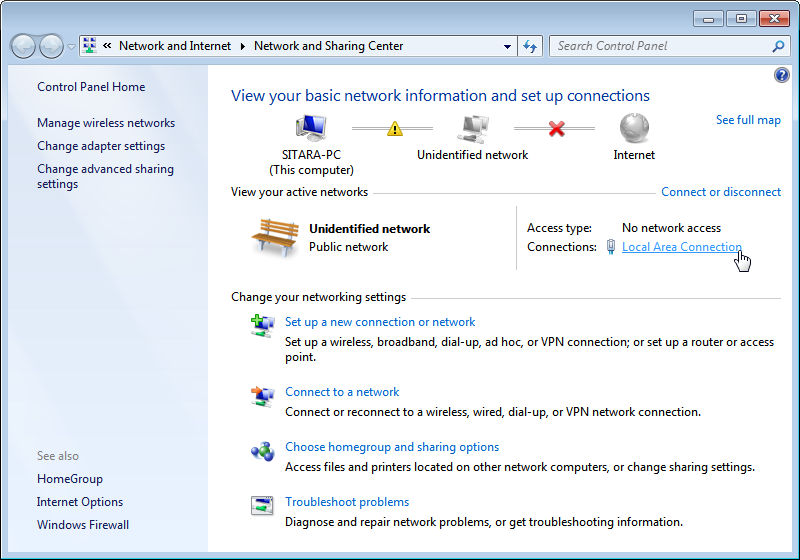 « Network and Internet ▸ Network and Sharing Center
Search Control Panel
Control Panel Home
Manage wireless networks
Change adapter settings
Change advanced sharing
settings
See also
HomeGroup
Internet Options
Windows Firewall
View your basic network information and set up connections
See full map
SITARA-PC
(This computer)
Unidentified network
Internet
View your active networks
Connect or disconnect
Unidentified network
Public network
Access type: No network access
Connections: Local Area Connection
Change your networking settings
Set up a new connection or network
Set up a wireless, broadband, dial-up, ad hoc, or VPN connection; or set up a router or access
point.
Connect to a network
Connect or reconnect to a wireless, wired, dial-up, or VPN network connection.
Choose homegroup and sharing options
Access files and printers located on other network computers, or change sharing settings.
Troubleshoot problems
Diagnose and repair network problems, or get troubleshooting information.